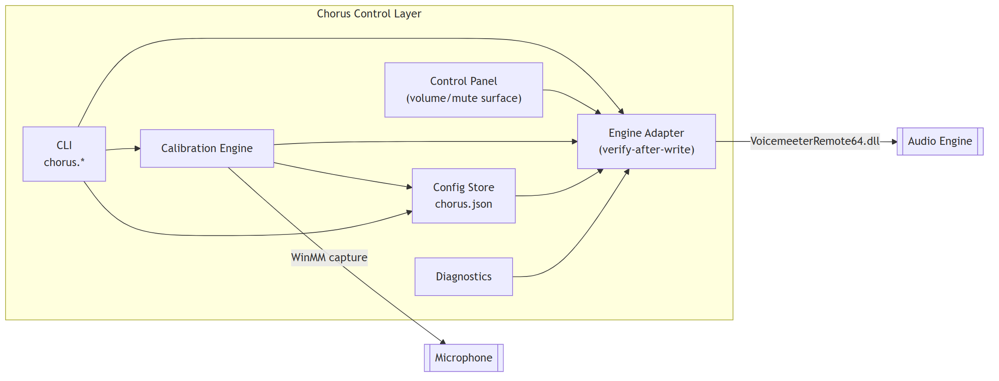 Chorus Control Layer
Control Panel
(volume/mute surface)
CLI
chorus.*
Calibration Engine
Engine Adapter
(verify-after-write)
VoicemeeterRemote64.dll
Audio Engine
Config Store
chorus.json
WinMM capture
Diagnostics
Microphone